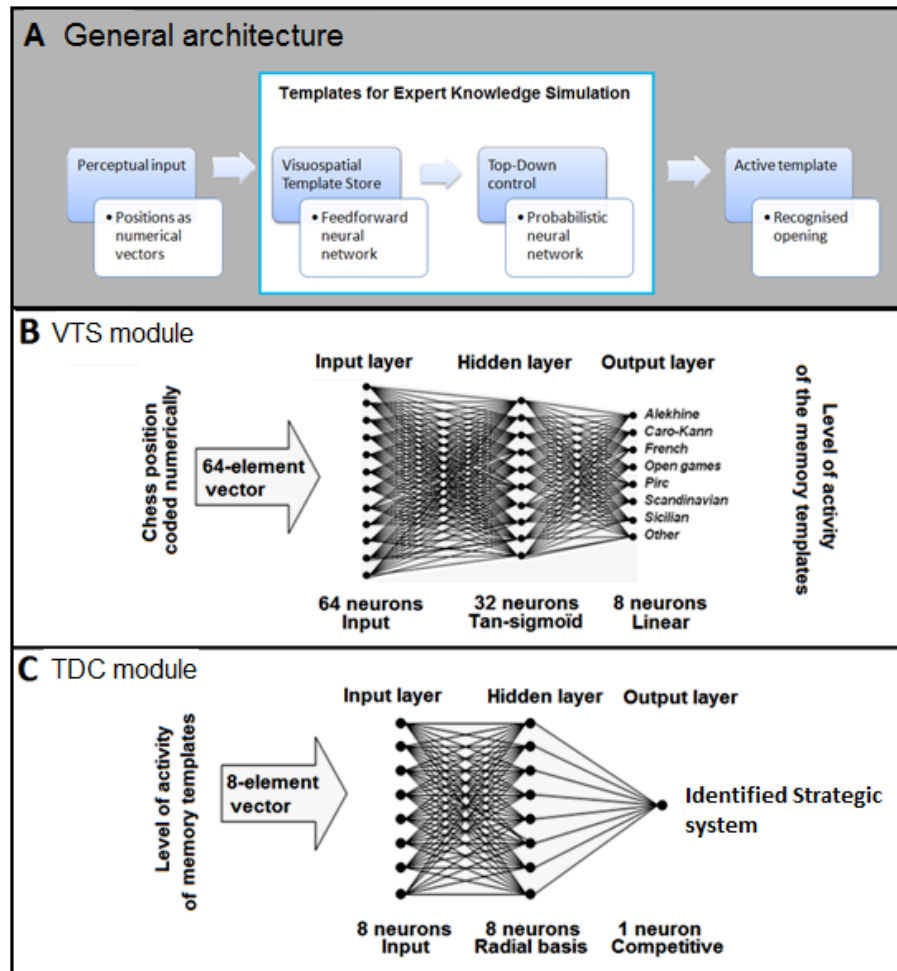 A General architecture
Templates for Expert Knowledge Simulation
Perceptual input
• Positions as
numerical
vectors
Visuospatial
Template Store
• Feedforward
neural
network
Top-Down
control
• Probabilistic
neural
network
Active template
• Recognised
opening
B VTS module
Input layer
Hidden layer
Output layer
Chess position
coded numerically
64-element
vector
Alekhine
Caro-Kann
French
Open games
Pirc
Scandinavian
Sicilian
Other
Level of activity
of the memory templates
64 neurons
Input
32 neurons
Tan-sigmoïd
8 neurons
Linear
C TDC module
Input layer
Hidden layer
Output layer
Level of activity
of memory templates
8-element
vector
Identified Strategic
system
8 neurons
Input
8 neurons
Radial basis
1 neuron
Competitive